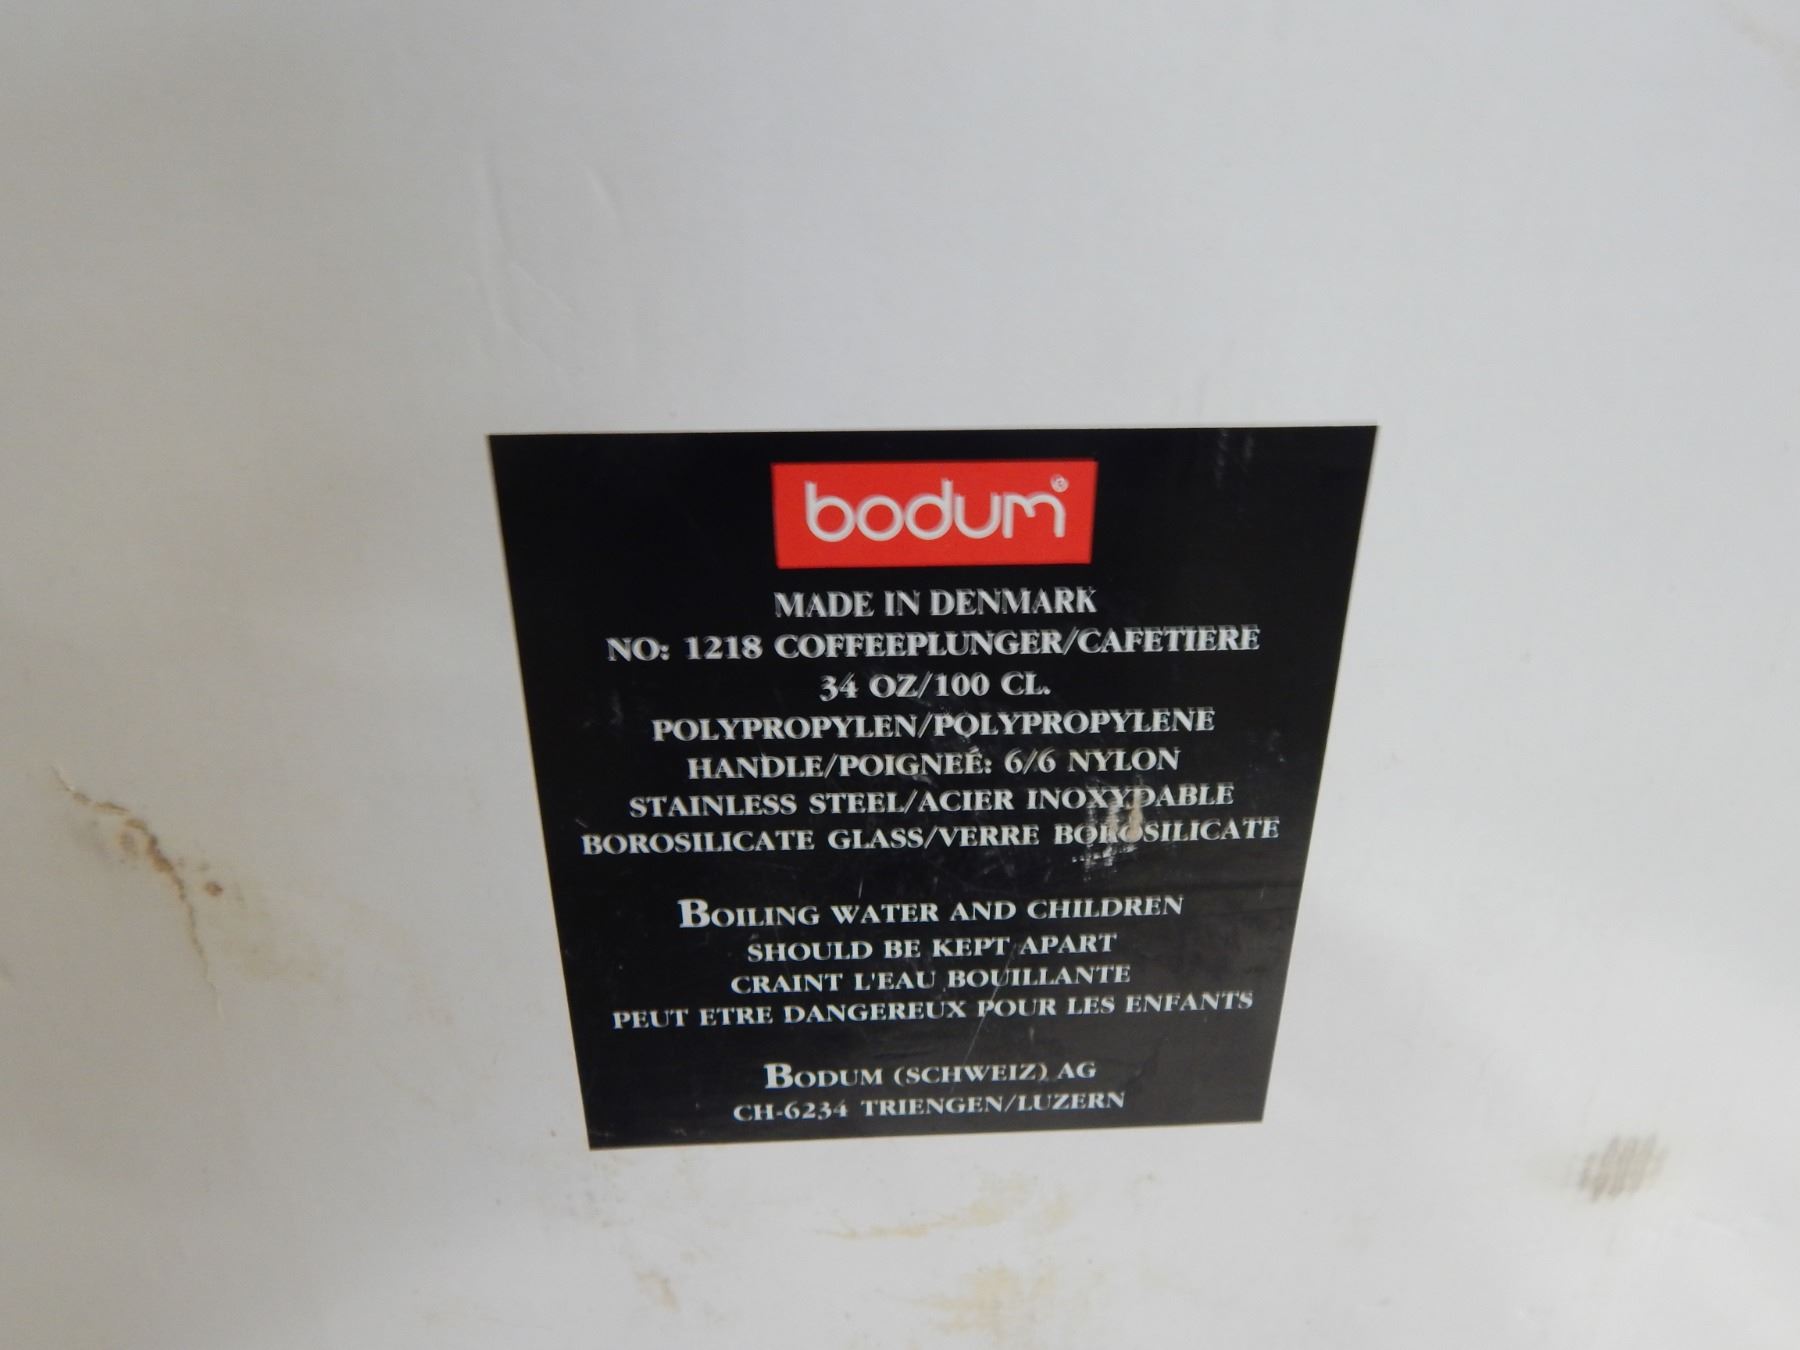 bodum®
MADE IN DENMARK
NO: 1218 COFFEEPLUNGER/CAFETIERE
34 OZ/100 CL.
POLYPROPYLEN/POLYPROPYLENE
HANDLE/POIGNEÉ: 6/6 NYLON
STAINLESS STEEL/ACIER INOXYDABLE
BOROSILICATE GLASS/VERRE BOROSILICATE
BOILING WATER AND CHILDREN
SHOULD BE KEPT APART
CRAINT L'EAU BOUILLANTE
PEUT ETRE DANGEREUX POUR LES ENFANTS
BODUM (SCHWEIZ) AG
CH-6234 TRIENGEN/LUZERN